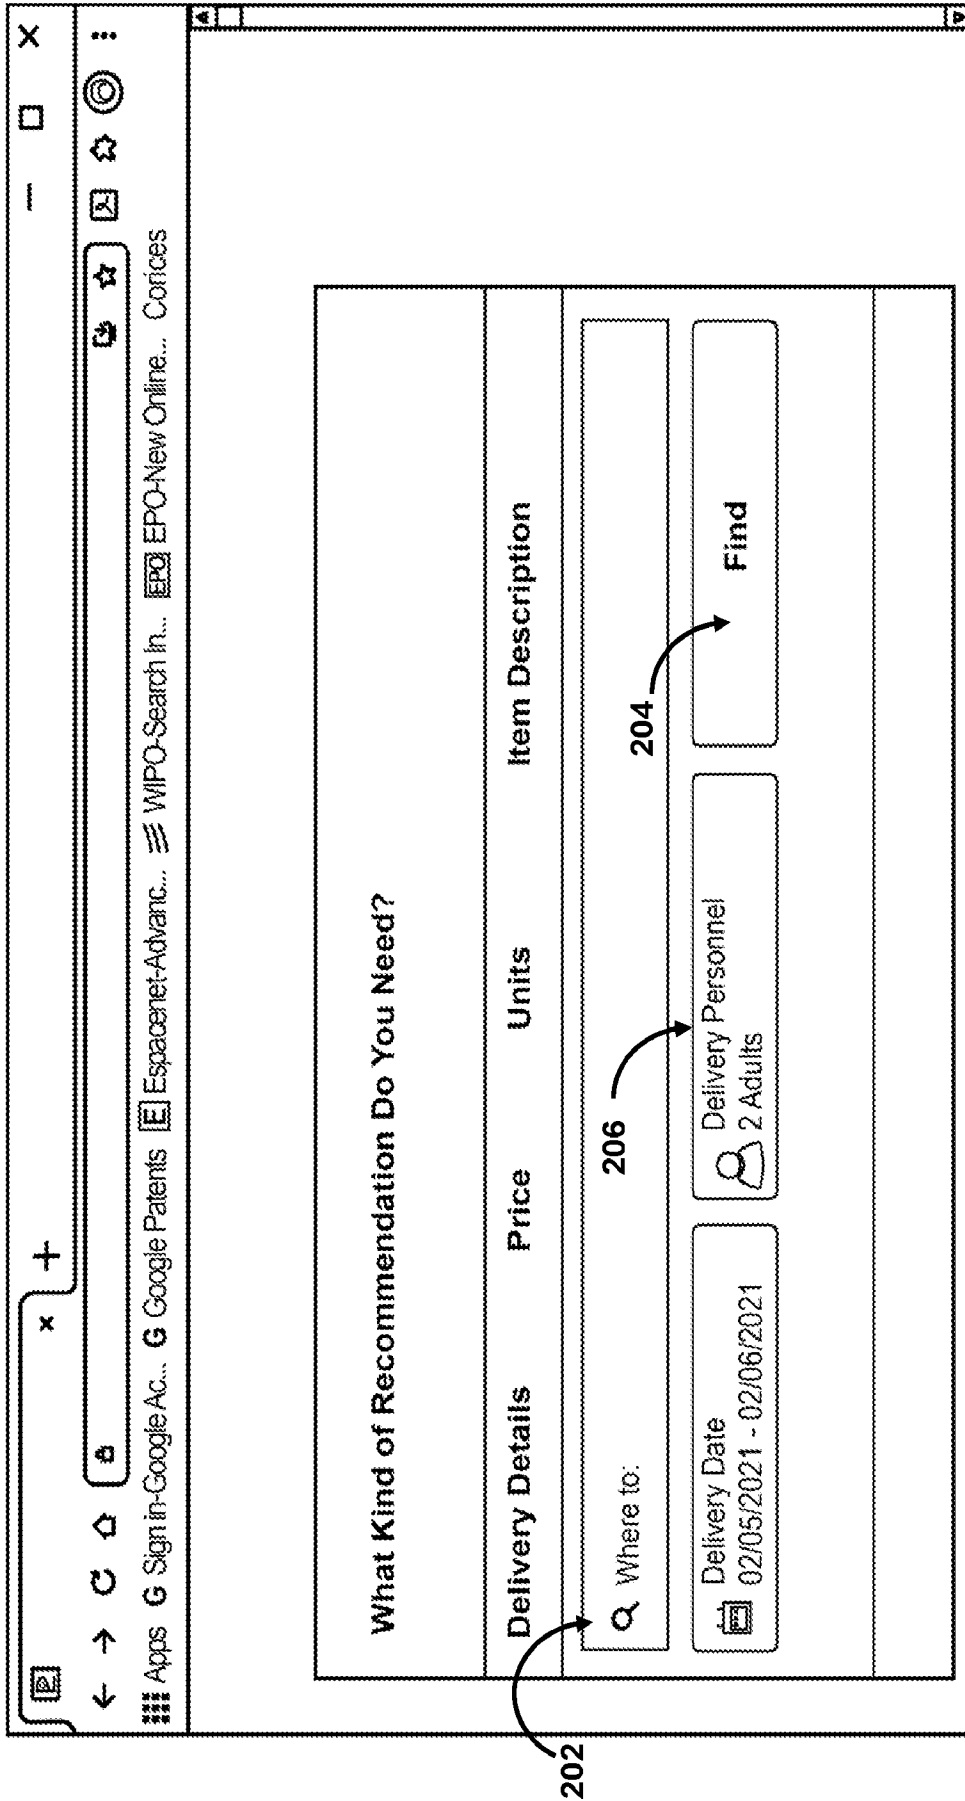 Apps G Sign in-Google Ac... G Google Patents E Espacenet-Advanc... WIPO-Search In... EPO EPO-New Online... Corices
What Kind of Recommendation Do You Need?
Delivery Details Price Units Item Description
202
Where to:
206
204
Delivery Date
02/05/2021 - 02/06/2021
Delivery Personnel
2 Adults
Find